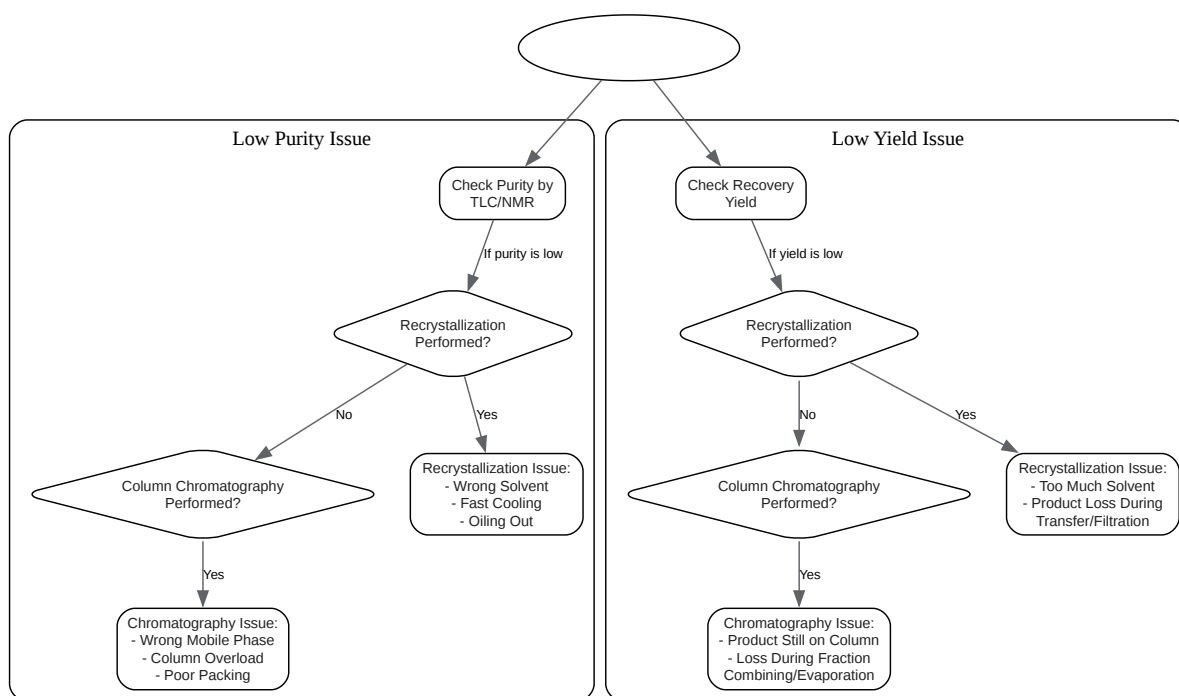 Low Purity Issue
Check Purity by
TLC/NMR
If purity is low
Recrystallization
Performed?
No
Yes
Column Chromatography
Performed?
Recrystallization Issue:
- Wrong Solvent
- Fast Cooling
- Oiling Out
Yes
Chromatography Issue:
- Wrong Mobile Phase
- Column Overload
- Poor Packing
Low Yield Issue
Check Recovery
Yield
If yield is low
Recrystallization
Performed?
No
Yes
Column Chromatography
Performed?
Recrystallization Issue:
- Too Much Solvent
- Product Loss During
Transfer/Filtration
Yes
Chromatography Issue:
- Product Still on Column
- Loss During Fraction
Combining/Evaporation